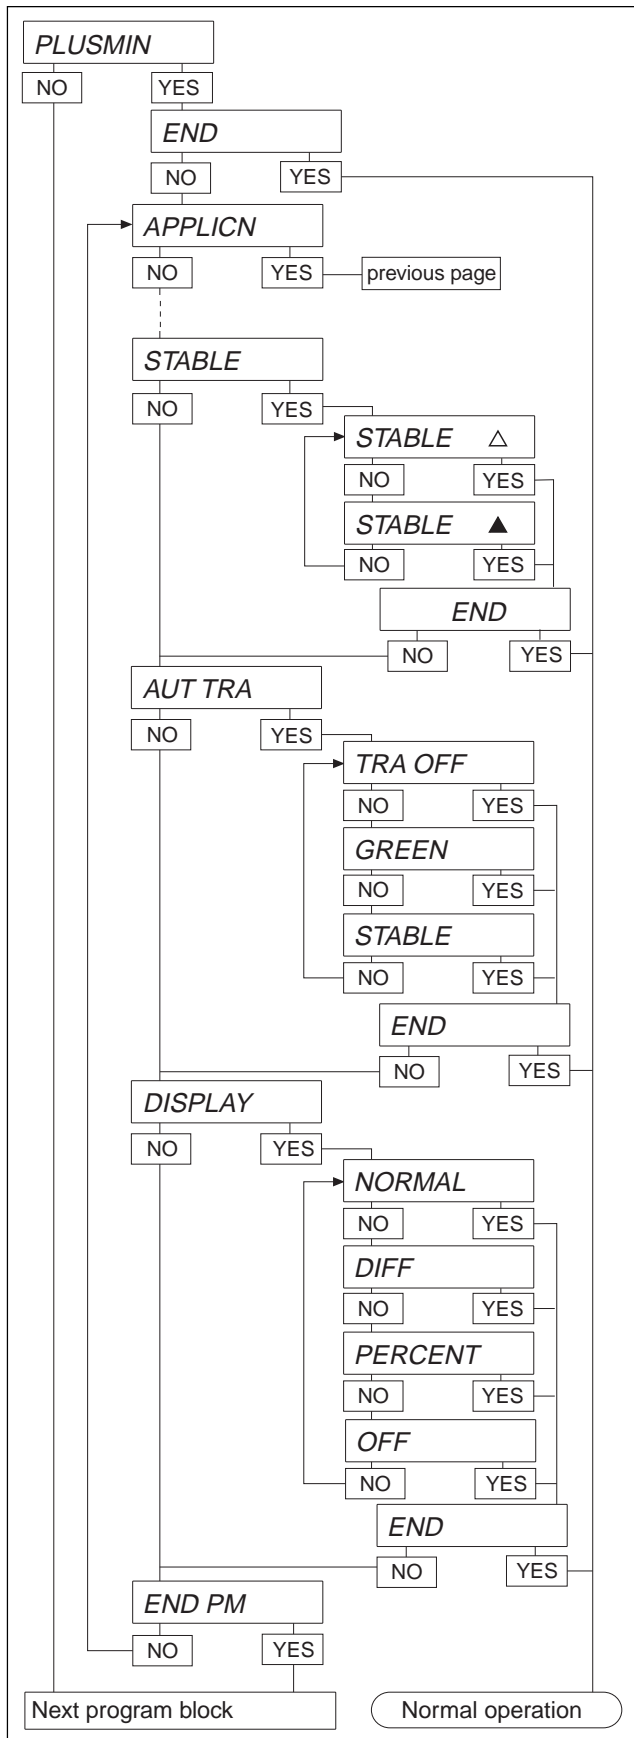 PLUSMIN
NO YES
END
NO YES
APPLICN
NO YES previous page
STABLE
NO YES
STABLE △
NO YES
STABLE ▲
NO YES
END
NO YES
AUT TRA
NO YES
TRA OFF
NO YES
GREEN
NO YES
STABLE
NO YES
END
NO YES
DISPLAY
NO YES
NORMAL
NO YES
DIFF
NO YES
PERCENT
NO YES
OFF
NO YES
END
NO YES
END PM
NO YES
Next program block Normal operation